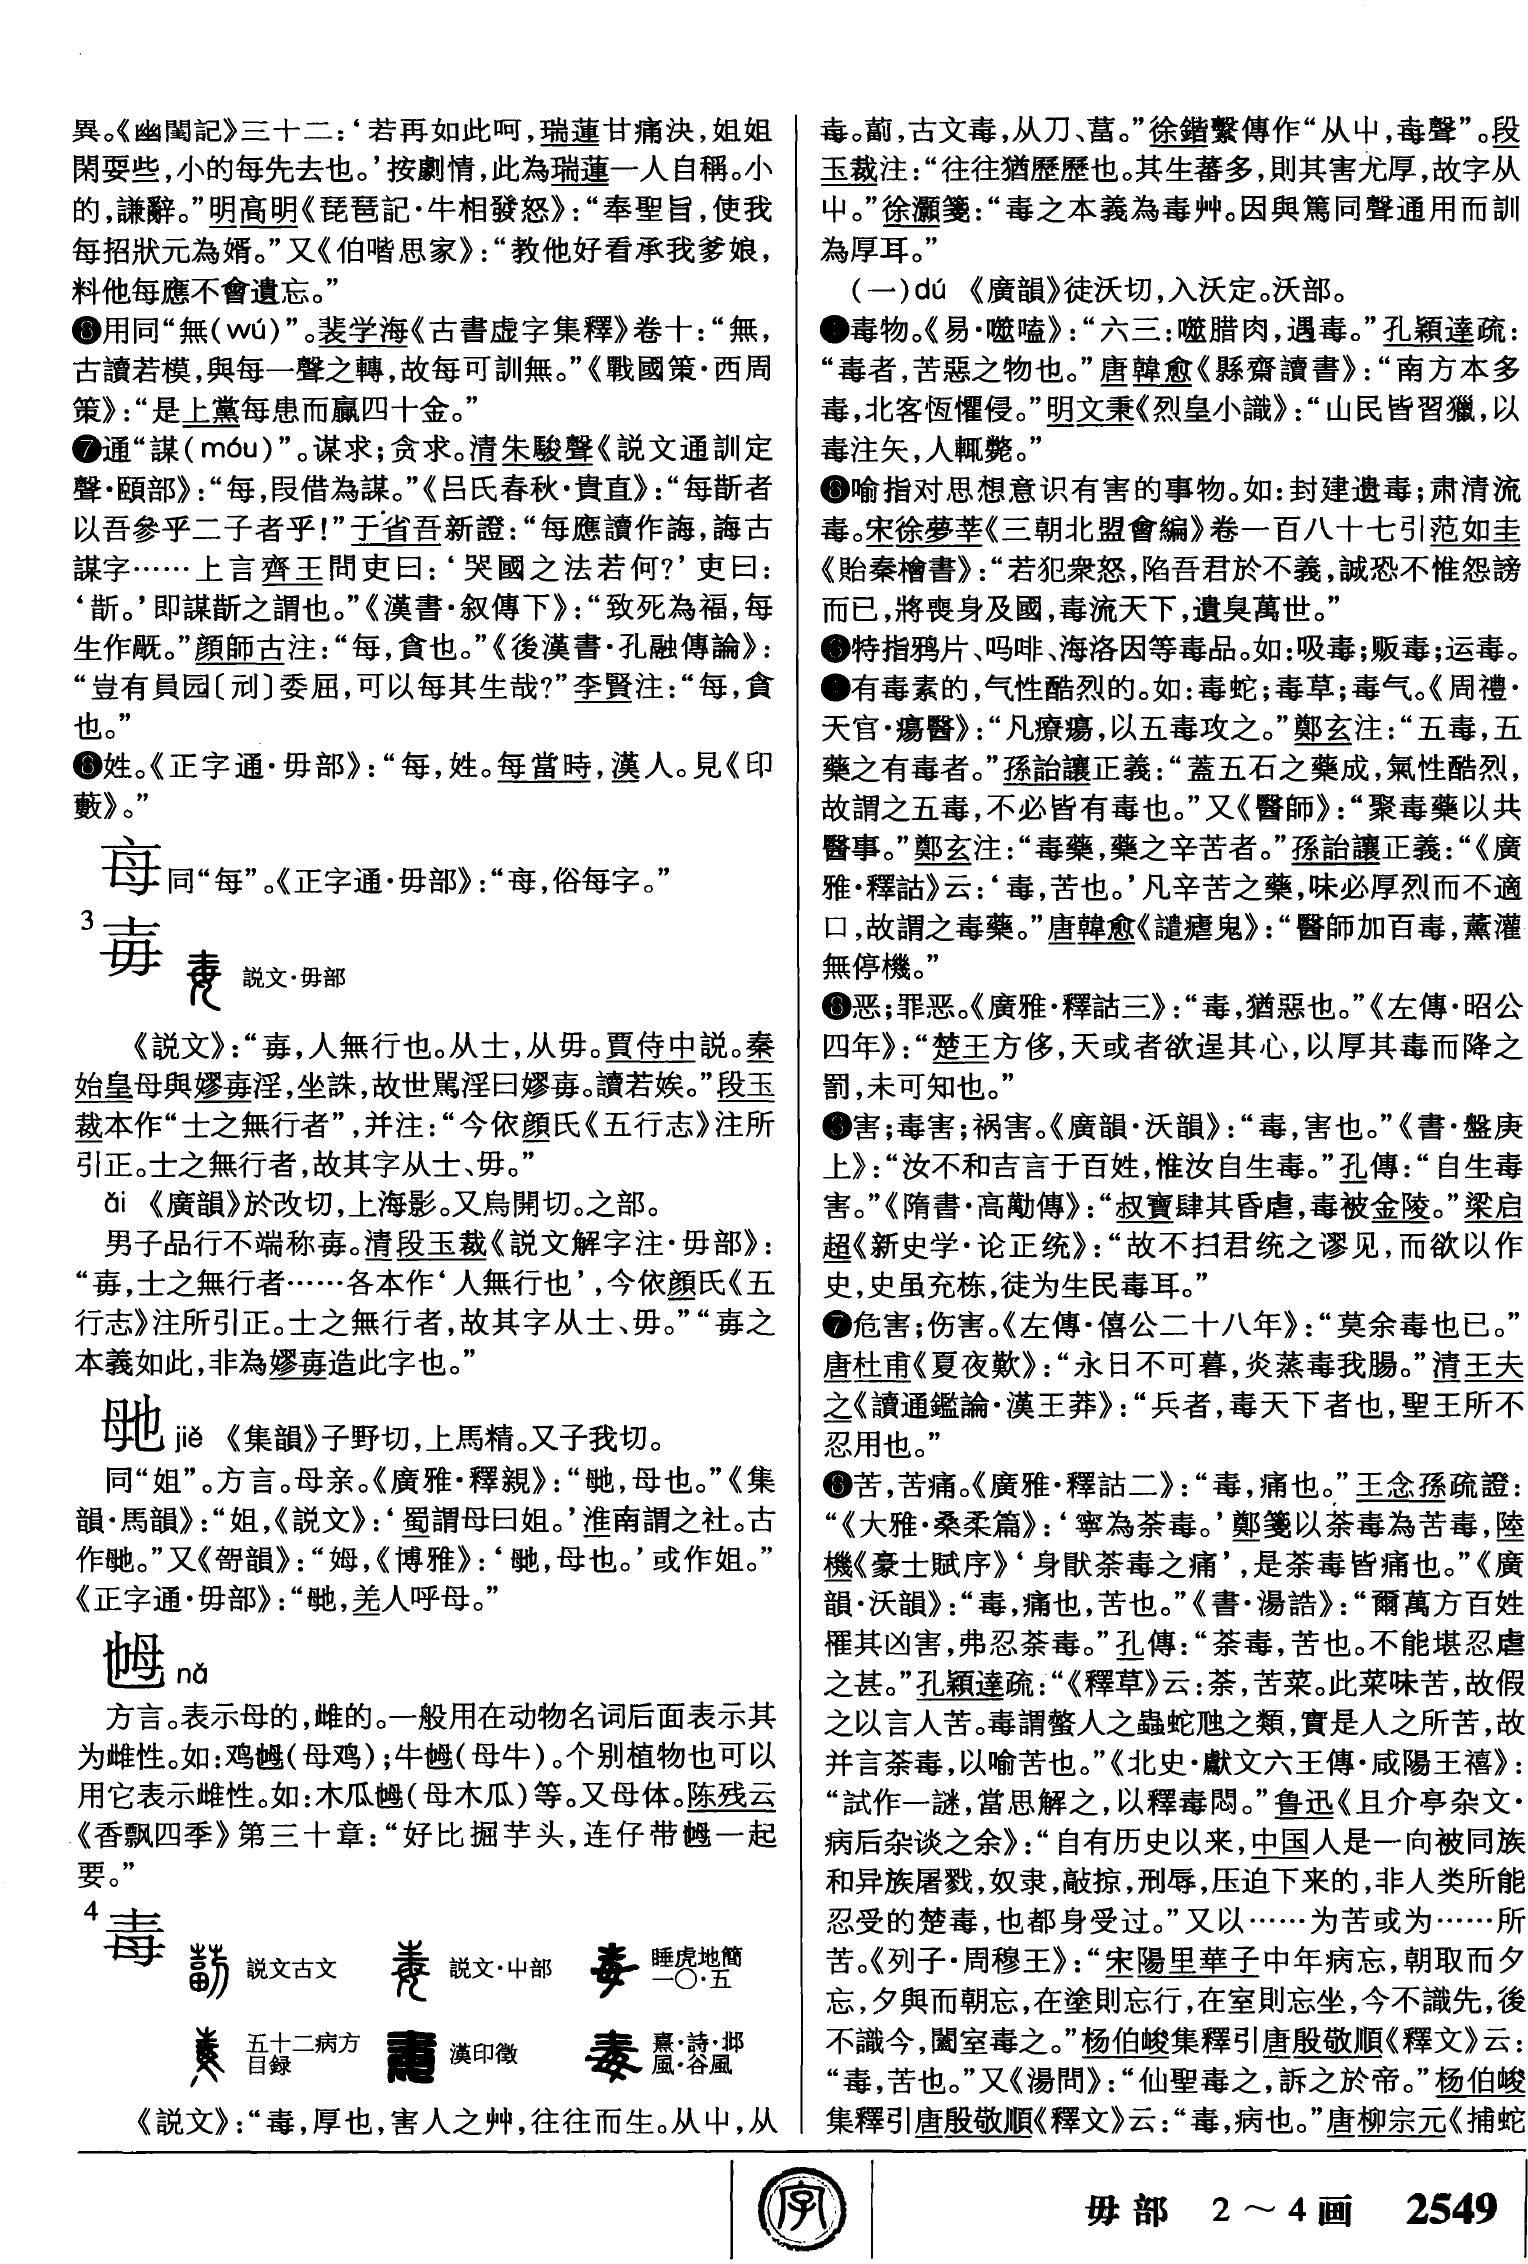 異。《幽閨記》三十二：‘若再如此呵，瑞蓮甘痛決，姐姐
閑耍些，小的每先去也。’按劇情，此為瑞蓮一人自稱。小
的，謙辭。”明高明《琵琶記·牛相發怒》：“奉聖旨，使我
每招狀元為婿。”又《伯喈思家》：“教他好看承我爹娘，
料他每應不會遺忘。”
❻用同“無(wú)”。裴学海《古書虚字集釋》卷十：“無，
古讀若模，與每一聲之轉，故每可訓無。”《戰國策·西周
策》：“是上黨每患而贏四十金。”
❼通“謀(móu)”。谋求；贪求。清朱駿聲《説文通訓定
聲·頤部》：“每，叚借為謀。”《吕氏春秋·貴直》：“每斮者
以吾參乎二子者乎！”于省吾新證：“每應讀作誨，誨古
謀字……上言齊王問吏曰：‘哭國之法若何？’吏曰：
‘斮。’即謀斮之謂也。”《漢書·叙傳下》：“致死為福，每
生作旤。”顔師古注：“每，貪也。”《後漢書·孔融傳論》：
“豈有員园〔刓〕委屈，可以每其生哉？”李賢注：“每，貪
也。”
❽姓。《正字通·毋部》：“每，姓。每當時，漢人。見《印
藪》。”
𣫭同“每”。《正字通·毋部》：“𣫭，俗每字。”
3
毐 説文·毋部
《説文》：“毐，人無行也。从士，从毋。賈侍中説。秦
始皇母與嫪毐淫，坐誅，故世駡淫曰嫪毐。讀若娭。”段玉
裁本作“士之無行者”，并注：“今依顔氏《五行志》注所
引正。士之無行者，故其字从士、毋。”
ǎi 《廣韻》於改切，上海影。又烏開切。之部。
男子品行不端称毐。清段玉裁《説文解字注·毋部》：
“毐，士之無行者……各本作‘人無行也’，今依顔氏《五
行志》注所引正。士之無行者，故其字从士、毋。”“毐之
本義如此，非為嫪毐造此字也。”
毑 jiě 《集韻》子野切，上馬精。又子我切。
同“姐”。方言。母亲。《廣雅·釋親》：“毑，母也。”《集
韻·馬韻》：“姐，《説文》：‘蜀謂母曰姐。’淮南謂之社。古
作毑。”又《哿韻》：“姆，《博雅》：‘毑，母也。’或作姐。”
《正字通·毋部》：“毑，羌人呼母。”
乸 nǎ
方言。表示母的，雌的。一般用在动物名词后面表示其
为雌性。如：鸡乸（母鸡）；牛乸（母牛）。个别植物也可以
用它表示雌性。如：木瓜乸（母木瓜）等。又母体。陈残云
《香飘四季》第三十章：“好比掘芋头，连仔带乸一起
要。”
4
毒 説文古文 説文·屮部 睡虎地簡
一〇·五
五十二病方
目録 漢印徵 熹·詩·邶
風·谷風
《説文》：“毒，厚也，害人之艸，往往而生。从屮，从
毒。𦸕，古文毒，从刀、葍。”徐鍇繫傳作“从屮，毒聲”。段
玉裁注：“往往猶歷歷也。其生蕃多，則其害尤厚，故字从
屮。”徐灝箋：“毒之本義為毒艸。因與篤同聲通用而訓
為厚耳。”
（一）dú 《廣韻》徒沃切，入沃定。沃部。
❶毒物。《易·噬嗑》：“六三：噬腊肉，遇毒。”孔穎達疏：
“毒者，苦惡之物也。”唐韓愈《縣齋讀書》：“南方本多
毒，北客恆懼侵。”明文秉《烈皇小識》：“山民皆習獵，以
毒注矢，人輒斃。”
❷喻指对思想意识有害的事物。如：封建遗毒；肃清流
毒。宋徐夢莘《三朝北盟會編》卷一百八十七引范如圭
《貽秦檜書》：“若犯衆怒，陷吾君於不義，誠恐不惟怨謗
而已，將喪身及國，毒流天下，遺臭萬世。”
❸特指鸦片、吗啡、海洛因等毒品。如：吸毒；贩毒；运毒。
❹有毒素的，气性酷烈的。如：毒蛇；毒草；毒气。《周禮·
天官·瘍醫》：“凡療瘍，以五毒攻之。”鄭玄注：“五毒，五
藥之有毒者。”孫詒讓正義：“蓋五石之藥成，氣性酷烈，
故謂之五毒，不必皆有毒也。”又《醫師》：“聚毒藥以共
醫事。”鄭玄注：“毒藥，藥之辛苦者。”孫詒讓正義：“《廣
雅·釋詁》云：‘毒，苦也。’凡辛苦之藥，味必厚烈而不適
口，故謂之毒藥。”唐韓愈《譴瘧鬼》：“醫師加百毒，薰灌
無停機。”
❺恶；罪恶。《廣雅·釋詁三》：“毒，猶惡也。”《左傳·昭公
四年》：“楚王方侈，天或者欲逞其心，以厚其毒而降之
罰，未可知也。”
❻害；毒害；祸害。《廣韻·沃韻》：“毒，害也。”《書·盤庚
上》：“汝不和吉言于百姓，惟汝自生毒。”孔傳：“自生毒
害。”《隋書·高勱傳》：“叔寶肆其昏虐，毒被金陵。”梁启
超《新史学·论正统》：“故不扫君统之谬见，而欲以作
史，史虽充栋，徒为生民毒耳。”
❼危害；伤害。《左傳·僖公二十八年》：“莫余毒也已。”
唐杜甫《夏夜歎》：“永日不可暮，炎蒸毒我腸。”清王夫
之《讀通鑑論·漢王莽》：“兵者，毒天下者也，聖王所不
忍用也。”
❽苦，苦痛。《廣雅·釋詁二》：“毒，痛也。”王念孫疏證：
“《大雅·桑柔篇》：‘寧為荼毒。’鄭箋以荼毒為苦毒，陸
機《豪士賦序》‘身猒荼毒之痛’，是荼毒皆痛也。”《廣
韻·沃韻》：“毒，痛也，苦也。”《書·湯誥》：“爾萬方百姓
罹其凶害，弗忍荼毒。”孔傳：“荼毒，苦也。不能堪忍虐
之甚。”孔穎達疏：“《釋草》云：荼，苦菜。此菜味苦，故假
之以言人苦。毒謂螫人之蟲蛇虺之類，實是人之所苦，故
并言荼毒，以喻苦也。”《北史·獻文六王傳·咸陽王禧》：
“試作一謎，當思解之，以釋毒悶。”鲁迅《且介亭杂文·
病后杂谈之余》：“自有历史以来，中国人是一向被同族
和异族屠戮，奴隶，敲掠，刑辱，压迫下来的，非人类所能
忍受的楚毒，也都身受过。”又以……为苦或为……所
苦。《列子·周穆王》：“宋陽里華子中年病忘，朝取而夕
忘，夕與而朝忘，在塗則忘行，在室則忘坐，今不識先，後
不識今，闔室毒之。”杨伯峻集釋引唐殷敬順《釋文》云：
“毒，苦也。”又《湯問》：“仙聖毒之，訴之於帝。”杨伯峻
集釋引唐殷敬順《釋文》云：“毒，病也。”唐柳宗元《捕蛇
字
毋部 2～4画 2549